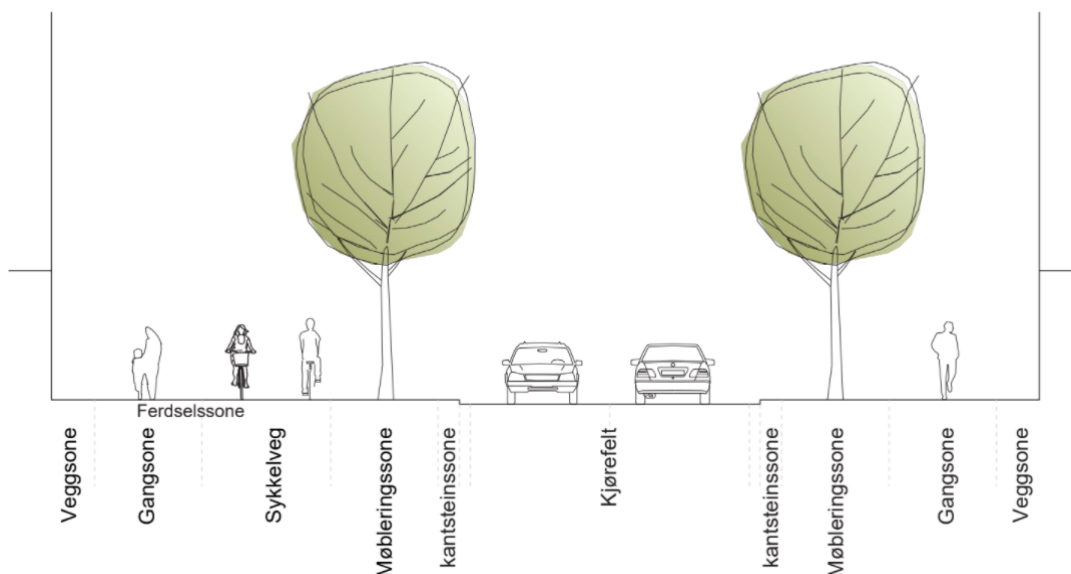 Ferdselssone
Veggsone
Gangsone
Sykkelveg
Møbleringssone
kantsteinssone
Kjørefelt
kantsteinssone
Møbleringssone
Gangsone
Veggsone